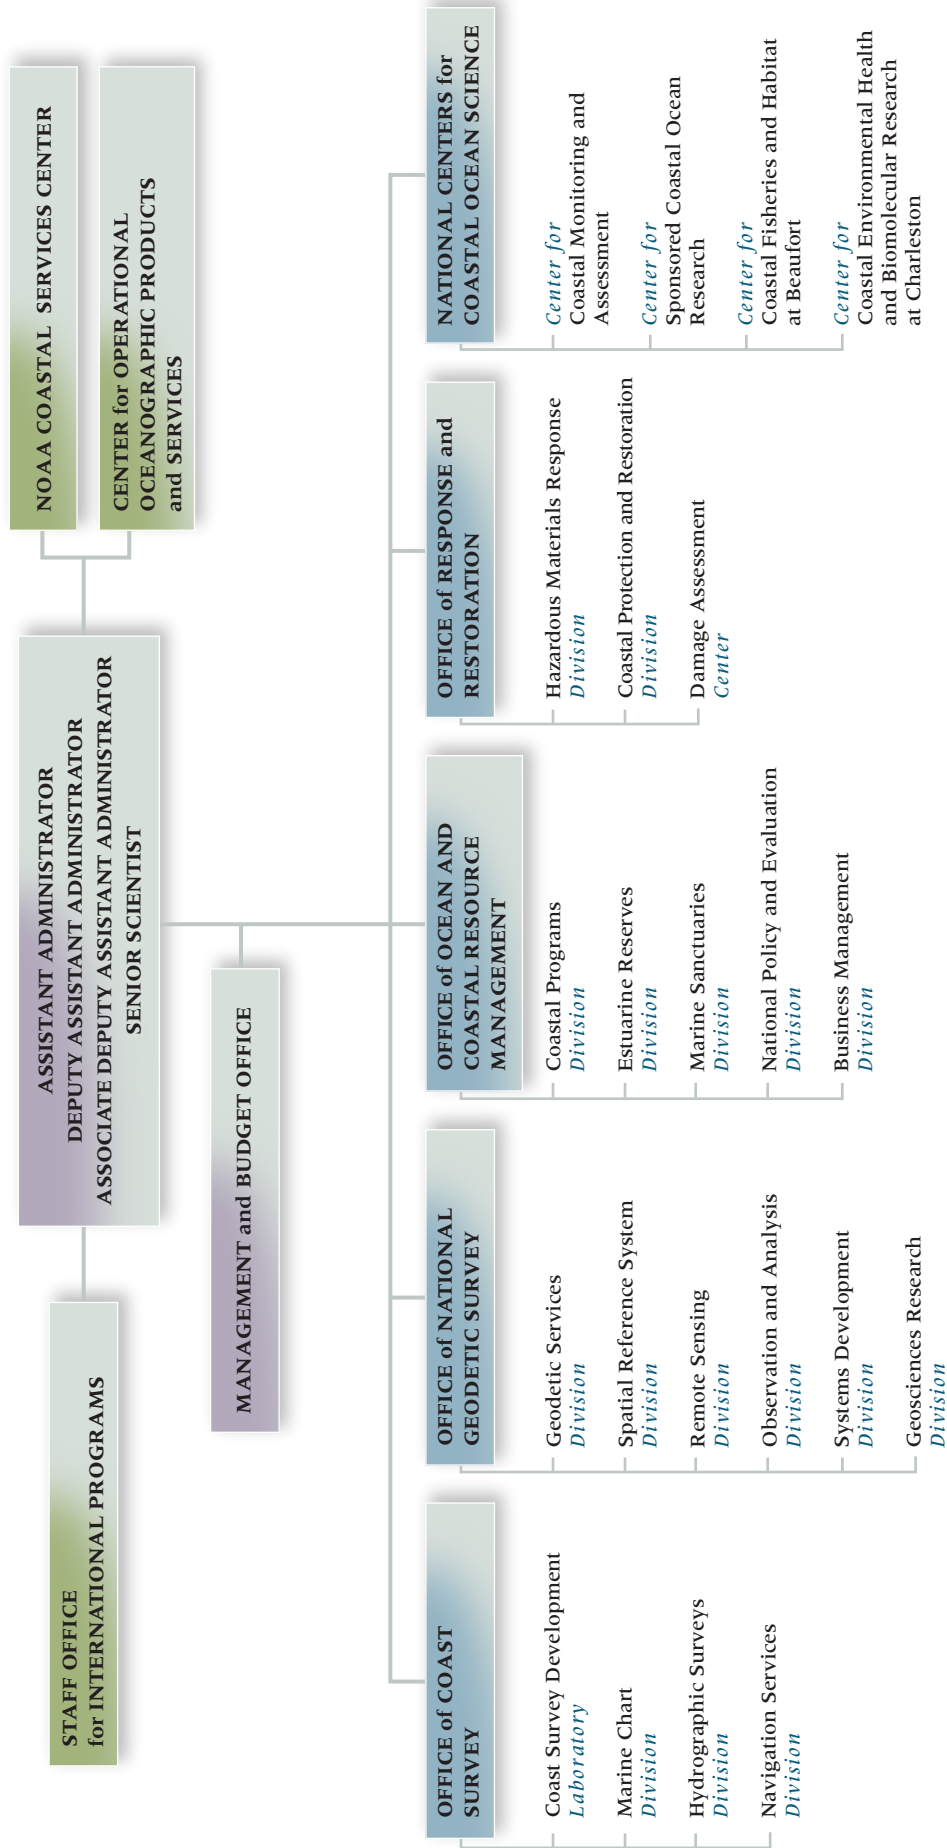 STAFF OFFICE
for INTERNATIONAL PROGRAMS
ASSISTANT ADMINISTRATOR
DEPUTY ASSISTANT ADMINISTRATOR
ASSOCIATE DEPUTY ASSISTANT ADMINISTRATOR
SENIOR SCIENTIST
NOAA COASTAL SERVICES CENTER
CENTER for OPERATIONAL
OCEANOGRAPHIC PRODUCTS
and SERVICES
MANAGEMENT and BUDGET OFFICE
OFFICE of COAST
SURVEY
Coast Survey Development
Laboratory
Marine Chart
Division
Hydrographic Surveys
Division
Navigation Services
Division
OFFICE of NATIONAL
GEODETIC SURVEY
Geodetic Services
Division
Spatial Reference System
Division
Remote Sensing
Division
Observation and Analysis
Division
Systems Development
Division
Geosciences Research
Division
OFFICE of OCEAN AND
COASTAL RESOURCE
MANAGEMENT
Coastal Programs
Division
Estuarine Reserves
Division
Marine Sanctuaries
Division
National Policy and Evaluation
Division
Business Management
Division
OFFICE of RESPONSE and
RESTORATION
Hazardous Materials Response
Division
Coastal Protection and Restoration
Division
Damage Assessment
Center
NATIONAL CENTERS for
COASTAL OCEAN SCIENCE
Center for
Coastal Monitoring and
Assessment
Center for
Sponsored Coastal Ocean
Research
Center for
Coastal Fisheries and Habitat
at Beaufort
Center for
Coastal Environmental Health
and Biomolecular Research
at Charleston